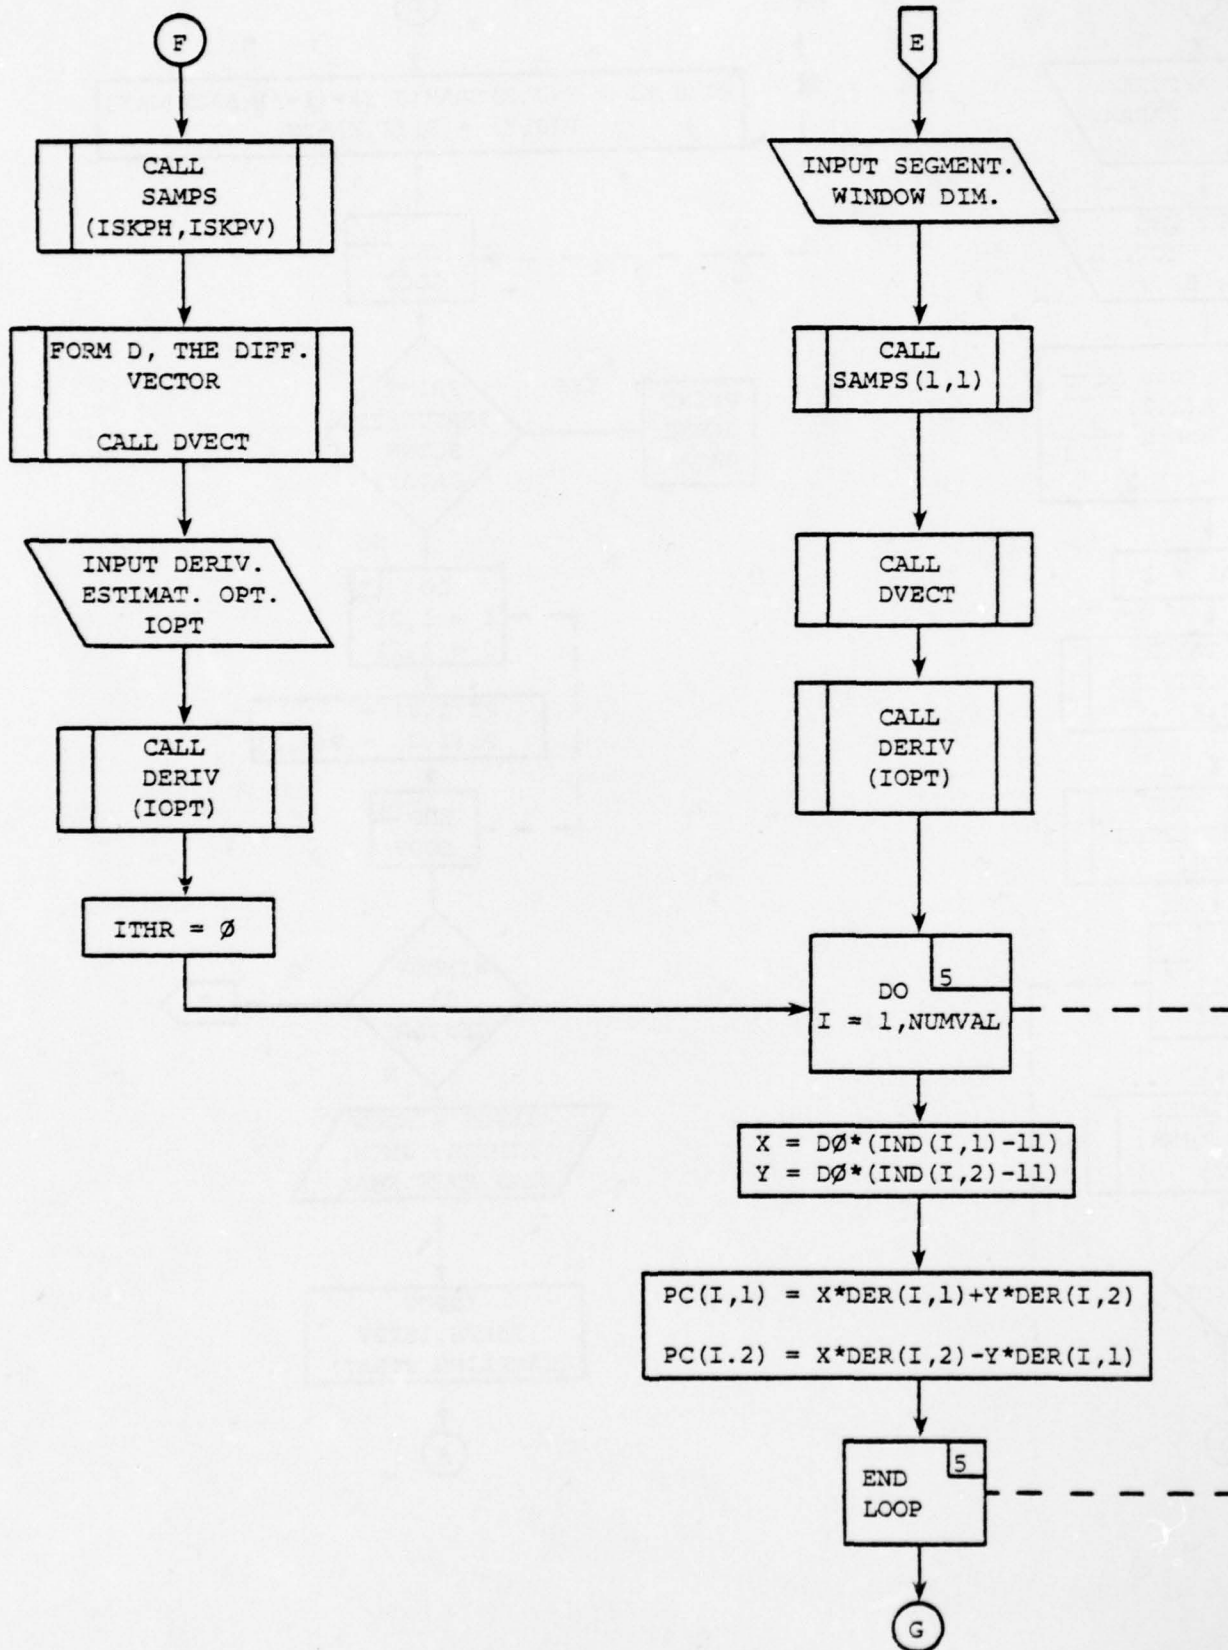 F
CALL
SAMPS
(ISKPH,ISKPV)
FORM D, THE DIFF.
VECTOR
CALL DVECT
INPUT DERIV.
ESTIMAT. OPT.
IOPT
CALL
DERIV
(IOPT)
ITHR = Ø
E
INPUT SEGMENT.
WINDOW DIM.
CALL
SAMPS(1,1)
CALL
DVECT
CALL
DERIV
(IOPT)
5
DO
I = 1,NUMVAL
X = DØ*(IND(I,1)-11)
Y = DØ*(IND(I,2)-11)
PC(I,1) = X*DER(I,1)+Y*DER(I,2)
PC(I.2) = X*DER(I,2)-Y*DER(I,1)
5
END
LOOP
G